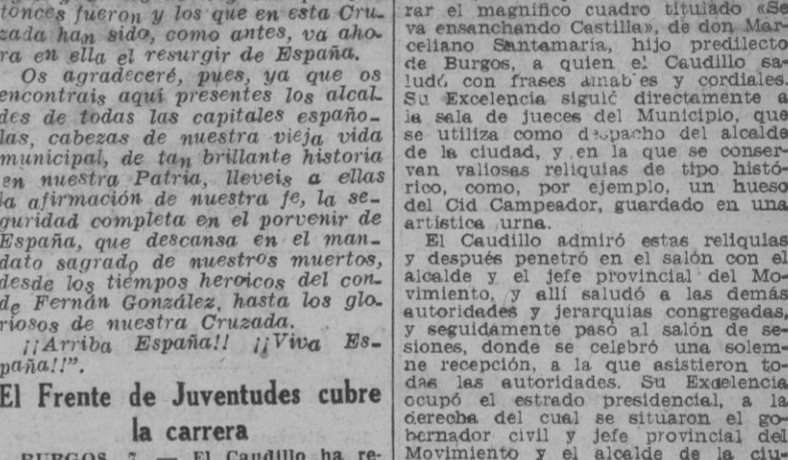 tonces fueron y los que en esta Cru-
zada han sido, como antes, va aho-
ra en ella el resurgir de España.
Os agradeceré, pues, ya que os
encontrais aquí presentes los alcal-
des de todas las capitales españo-
las, cabezas de nuestra vieja vida
municipal, de tan brillante historia
en nuestra Patria, lleveis a ellas
la afirmación de nuestra fe, la se-
guridad completa en el porvenir de
España, que descansa en el man-
dato sagrado de nuestros muertos,
desde los tiempos heroicos del con-
de Fernán González, hasta los glo-
riosos de nuestra Cruzada.
¡¡Arriba España!! ¡¡Viva Es-
paña!!".
El Frente de Juventudes cubre
la carrera
BURGOS, 7. — El Caudillo ha re-
rar el magnífico cuadro titulado «Se
va ensanchando Castilla», de don Mar-
celiano Santamaría, hijo predilecto
de Burgos, a quien el Caudillo sa-
ludó con frases amab'es y cordiales.
Su Excelencia siguió directamente a
la sala de jueces del Municipio, que
se utiliza como despacho del alcalde
de la ciudad, y en la que se conser-
van valiosas reliquias de tipo histó-
rico, como, por ejemplo, un hueso
del Cid Campeador, guardado en una
artística urna.
El Caudillo admiró estas reliquias
y después penetró en el salón con el
alcalde y el jefe provincial del Mo-
vimiento, y allí saludó a las demás
autoridades y jerarquías congregadas,
y seguidamente pasó al salón de se-
siones, donde se celebró una solem-
ne recepción, a la que asistieron to-
das las autoridades. Su Excelencia
ocupó el estrado presidencial, a la
derecha del cual se situaron el go-
bernador civil y jefe provincial del
Movimiento y el alcalde de la ciu-